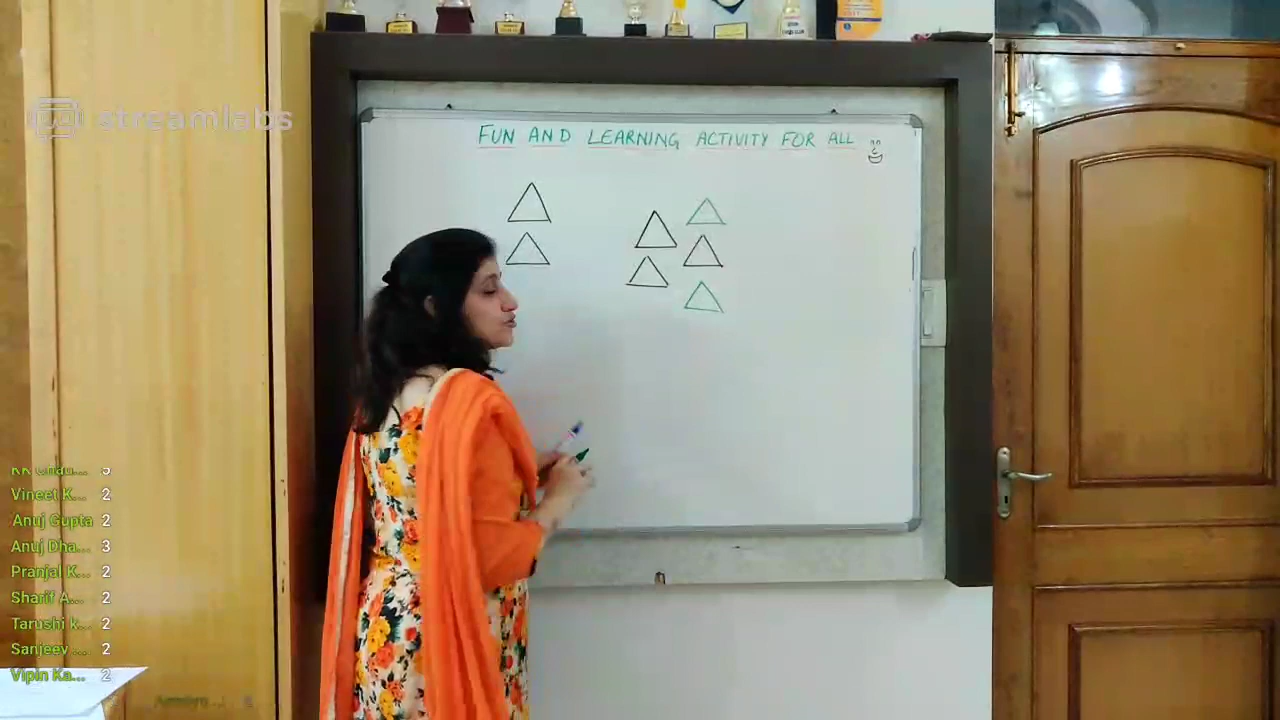 streamlabs
FUN AND LEARNING ACTIVITY FOR ALL
Vineet K... 2
Anuj Gupta 2
Anuj Dha... 3
Pranjal K... 2
Sharif A... 2
Tarushi k... 2
Sanjeev ... 2
Vipin Ka... 2